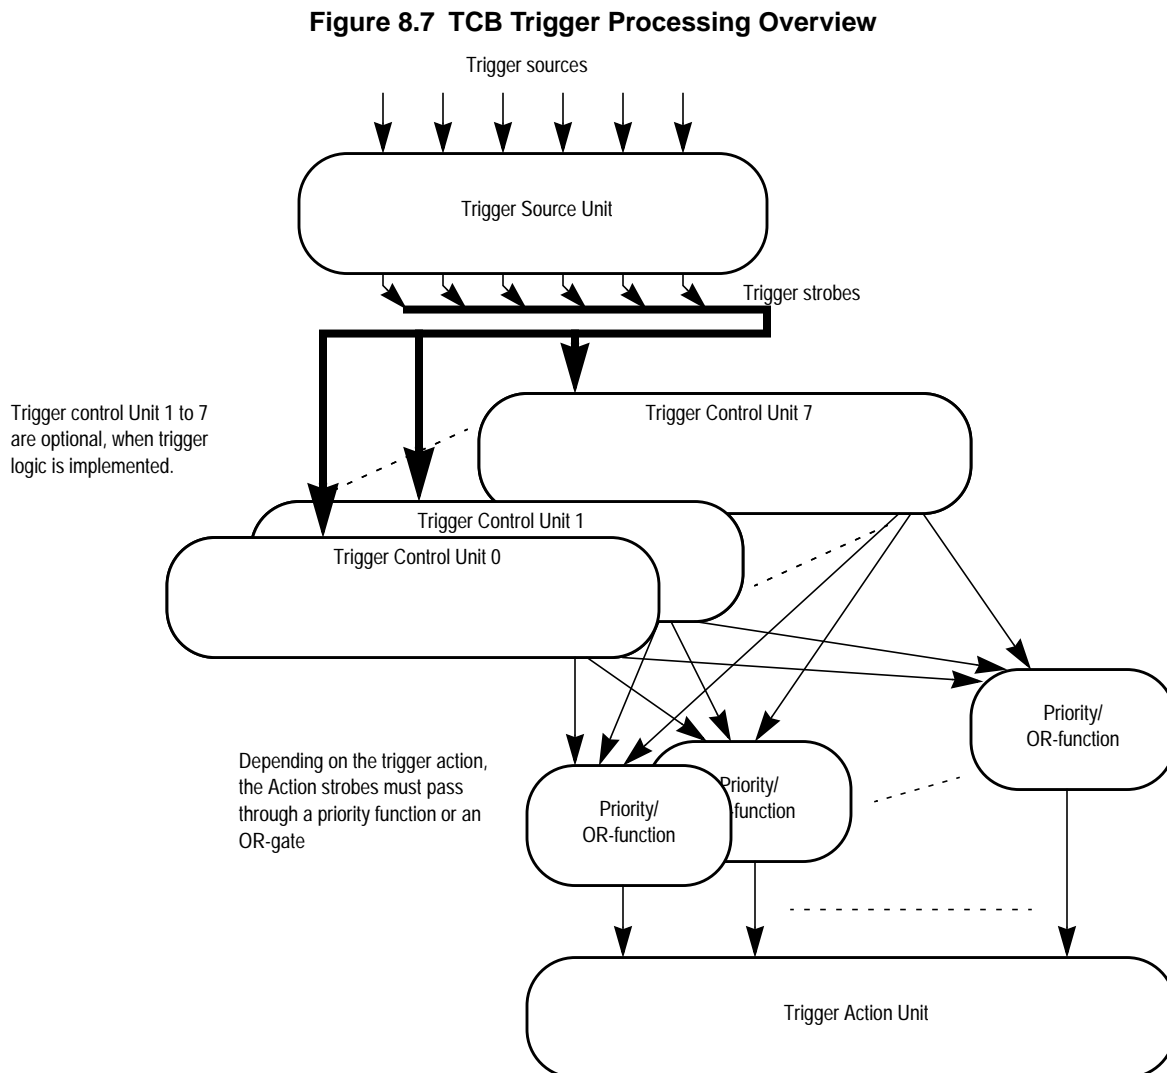 Figure 8.7 TCB Trigger Processing Overview
Trigger sources
Trigger Source Unit
Trigger strobes
Trigger control Unit 1 to 7
are optional, when trigger
logic is implemented.
Trigger Control Unit 7
Trigger Control Unit 1
Trigger Control Unit 0
Priority/
OR-function
Depending on the trigger action,
the Action strobes must pass
through a priority function or an
OR-gate
Priority/
-function
Priority/
OR-function
Trigger Action Unit